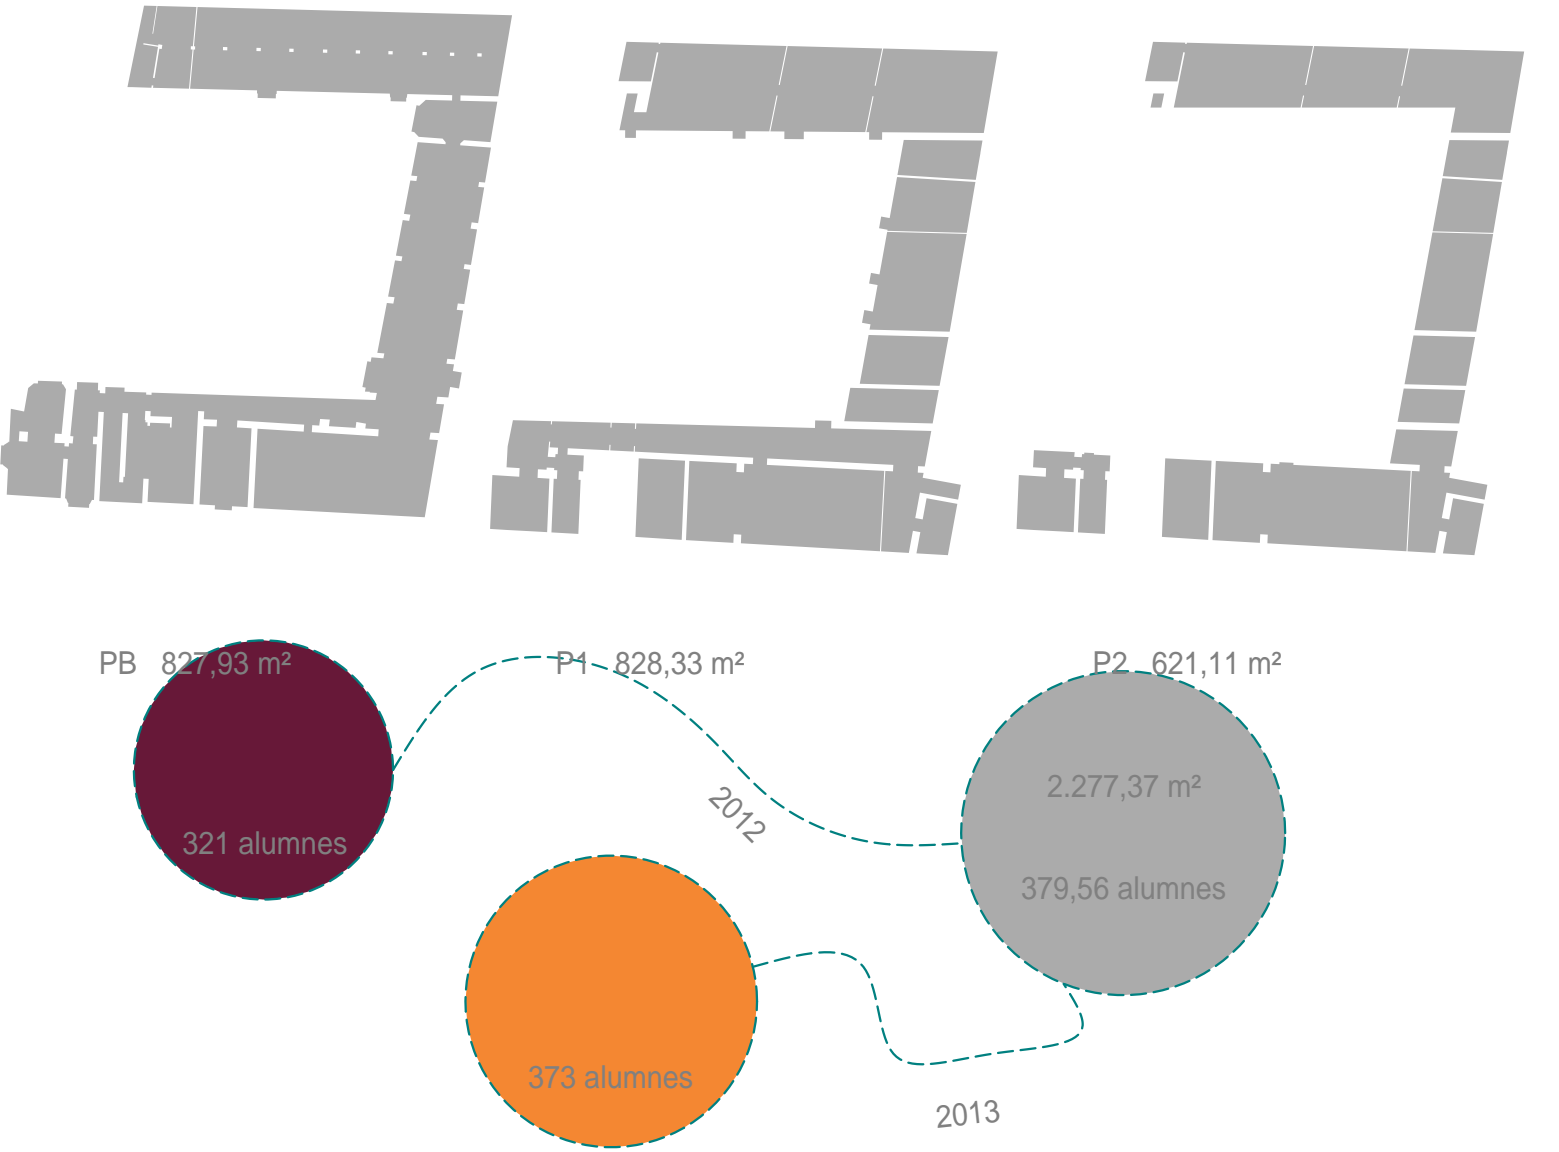 PB 827,93 m²
P1 828,33 m²
P2 621,11 m²
2.277,37 m²
2012
321 alumnes
379,56 alumnes
373 alumnes
2013